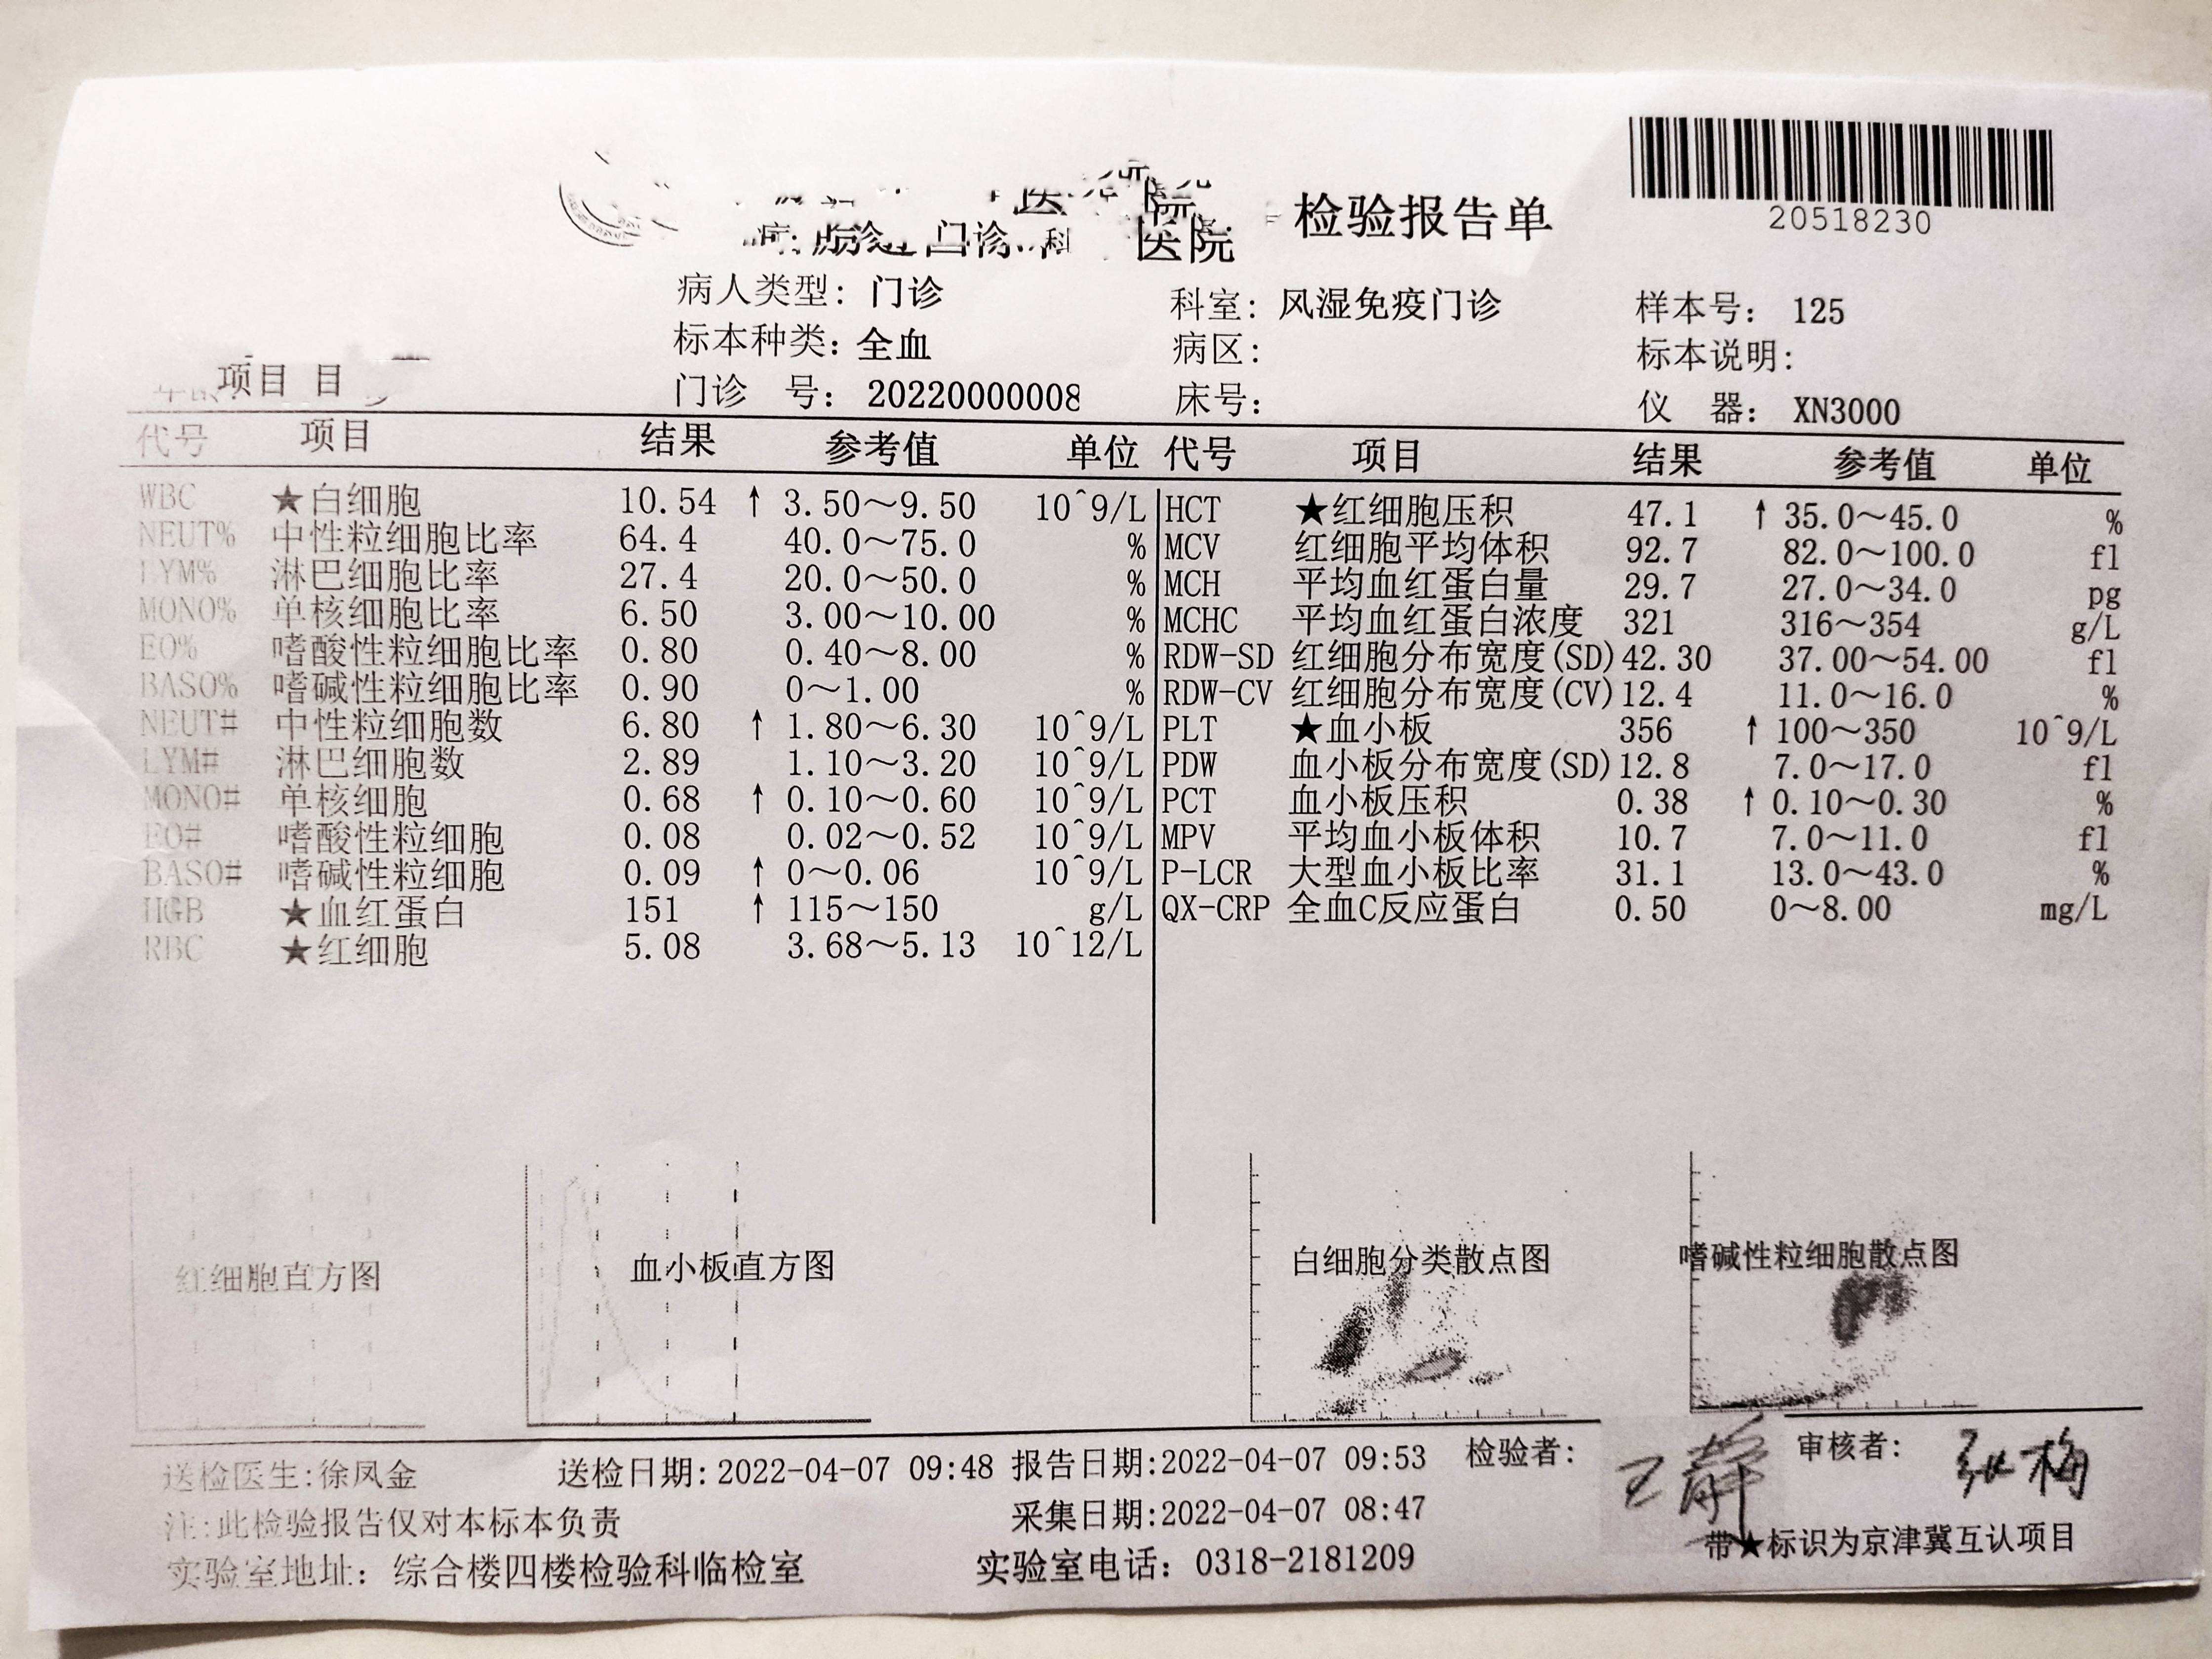 检验报告单
20518230
病人类型: 门诊 科室: 风湿免疫门诊 样本号: 125
标本种类: 全血 病区: 标本说明:
项目 目
门诊 号: 20220000008 床号: 仪 器: XN3000
代号 项目 结果 参考值 单位 代号 项目 结果 参考值 单位
WBC ★白细胞 10.54 ↑ 3.50～9.50 10^9/L HCT ★红细胞压积 47.1 ↑ 35.0～45.0 %
NEUT% 中性粒细胞比率 64.4 40.0～75.0 % MCV 红细胞平均体积 92.7 82.0～100.0 fl
LYM% 淋巴细胞比率 27.4 20.0～50.0 % MCH 平均血红蛋白量 29.7 27.0～34.0 pg
MONO% 单核细胞比率 6.50 3.00～10.00 % MCHC 平均血红蛋白浓度 321 316～354 g/L
EO% 嗜酸性粒细胞比率 0.80 0.40～8.00 % RDW-SD 红细胞分布宽度(SD) 42.30 37.00～54.00 fl
BASO% 嗜碱性粒细胞比率 0.90 0～1.00 % RDW-CV 红细胞分布宽度(CV) 12.4 11.0～16.0 %
NEUT# 中性粒细胞数 6.80 ↑ 1.80～6.30 10^9/L PLT ★血小板 356 ↑ 100～350 10^9/L
LYM# 淋巴细胞数 2.89 1.10～3.20 10^9/L PDW 血小板分布宽度(SD) 12.8 7.0～17.0 fl
MONO# 单核细胞 0.68 ↑ 0.10～0.60 10^9/L PCT 血小板压积 0.38 ↑ 0.10～0.30 %
EO# 嗜酸性粒细胞 0.08 0.02～0.52 10^9/L MPV 平均血小板体积 10.7 7.0～11.0 fl
BASO# 嗜碱性粒细胞 0.09 ↑ 0～0.06 10^9/L P-LCR 大型血小板比率 31.1 13.0～43.0 %
HGB ★血红蛋白 151 ↑ 115～150 g/L QX-CRP 全血C反应蛋白 0.50 0～8.00 mg/L
RBC ★红细胞 5.08 3.68～5.13 10^12/L
红细胞直方图 血小板直方图 白细胞分类散点图 嗜碱性粒细胞散点图
送检医生:徐凤金 送检日期:2022-04-07 09:48 报告日期:2022-04-07 09:53 检验者: 王静 审核者: 张梅
注:此检验报告仅对本标本负责 采集日期:2022-04-07 08:47
带★标识为京津冀互认项目
实验室地址: 综合楼四楼检验科临检室 实验室电话: 0318-2181209